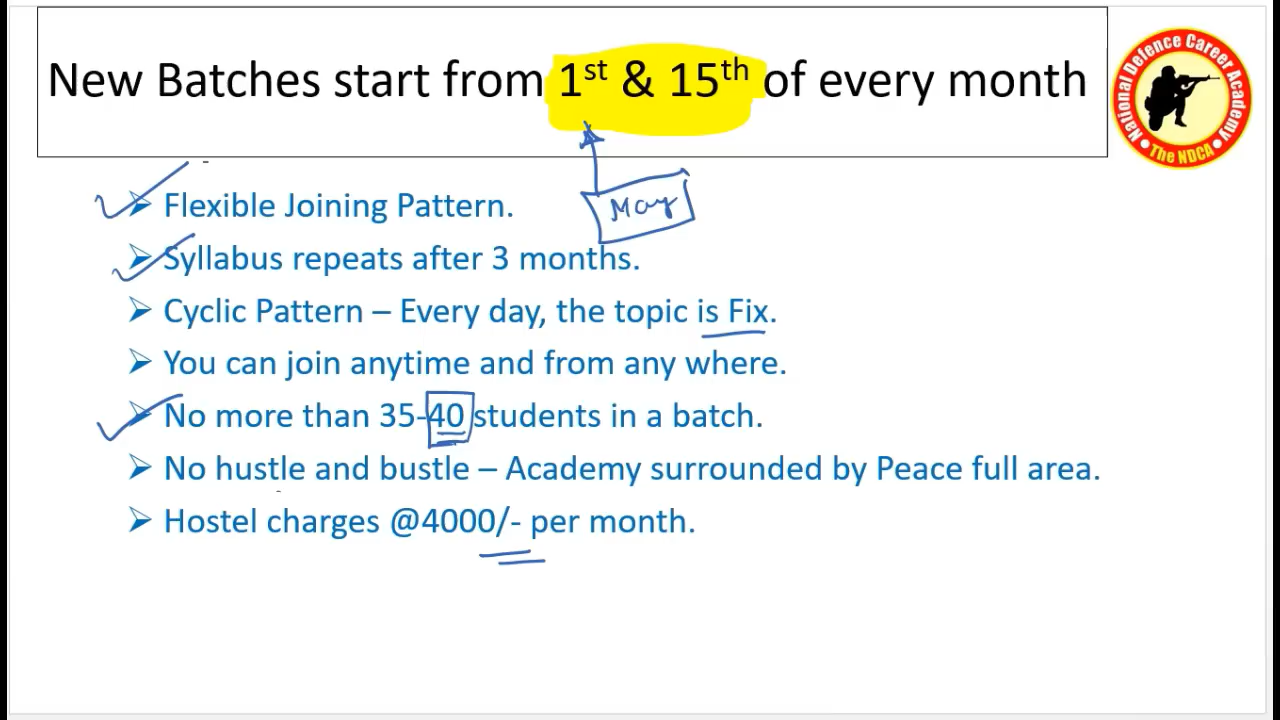 New Batches start from 1st & 15th of every month
National Defence Career Academy
The NDCA
May
Flexible Joining Pattern.
Syllabus repeats after 3 months.
Cyclic Pattern – Every day, the topic is Fix.
You can join anytime and from any where.
No more than 35-40 students in a batch.
No hustle and bustle – Academy surrounded by Peace full area.
Hostel charges @4000/- per month.